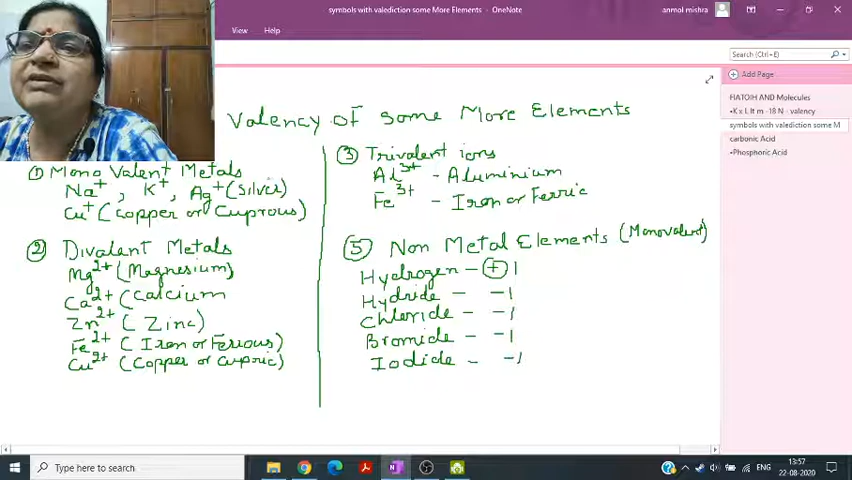 symbols with valediction some More Elements - OneNote
anmol mishra
View Help
Search (Ctrl+E)
Add Page
HATOIH AND Molecules
•K x L lt m - 18 N - valency
symbols with valediction some M
carbonic Acid
•Phosphoric Acid
Valency of some More Elements
① Mono Valent Metals
Na+ , K+, Ag+ (Silver)
Cu+ (Copper or Cuprous)
② Divalent Metals
Mg2+ (Magnesium)
Ca2+ (Calcium
Zn2+ ( Zinc)
Fe2+ ( Iron or Ferious)
Cu2+ (Copper or Cupric)
③ Trivalent ions
Al3+ - Aluminium
Fe3+ - Iron or Ferric
⑤ Non Metal Elements (Monovalent)
Hydrogen - + 1
Hydride - -1
Chloride - -1
Bromide - -1
Iodide - -1
Type here to search
ENG
13:57
22-08-2020